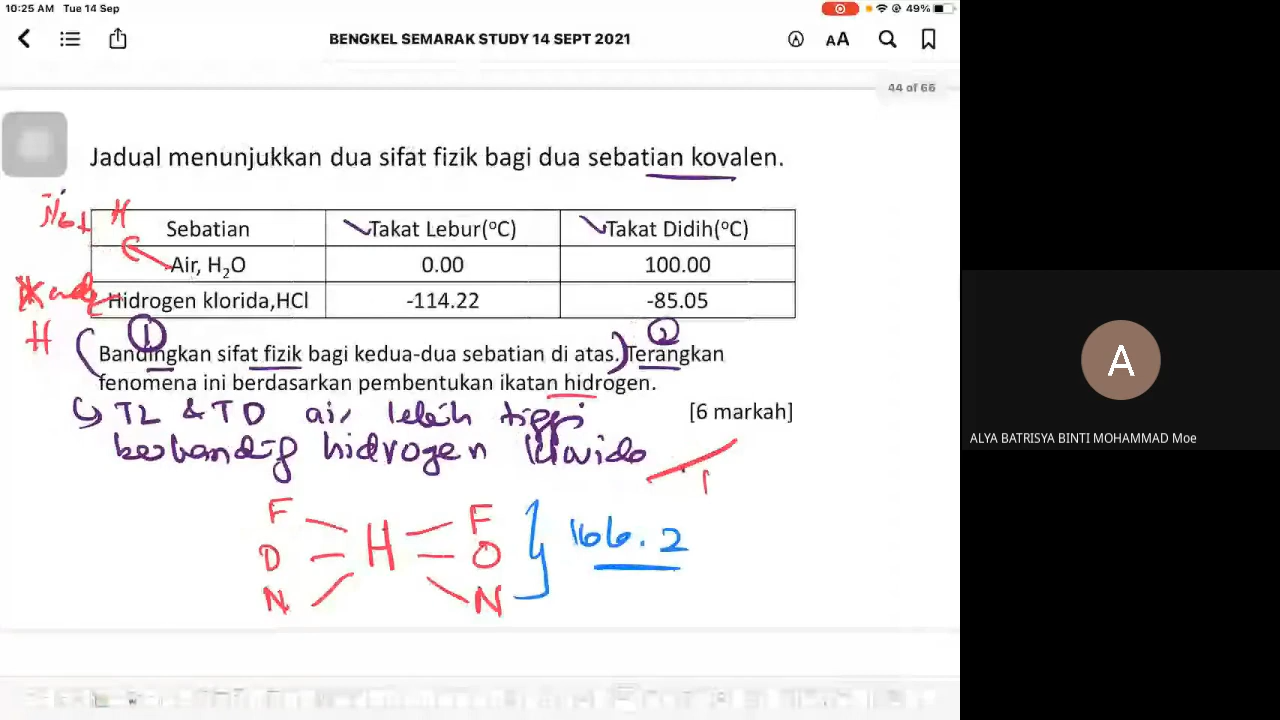 10:25 AM Tue 14 Sep
49%
BENGKEL SEMARAK STUDY 14 SEPT 2021
AA
44 of 66
Jadual menunjukkan dua sifat fizik bagi dua sebatian kovalen.
H
Sebatian Takat Lebur(°C) Takat Didih(°C)
Air, H₂O 0.00 100.00
Hidrogen klorida,HCl -114.22 -85.05
H
1 2
Bandingkan sifat fizik bagi kedua-dua sebatian di atas. Terangkan
fenomena ini berdasarkan pembentukan ikatan hidrogen.
[6 markah]
TL & TD air lebih tinggi
berbanding hidrogen klorida
1
F H F
O O
N N
166.2
A
ALYA BATRISYA BINTI MOHAMMAD Moe